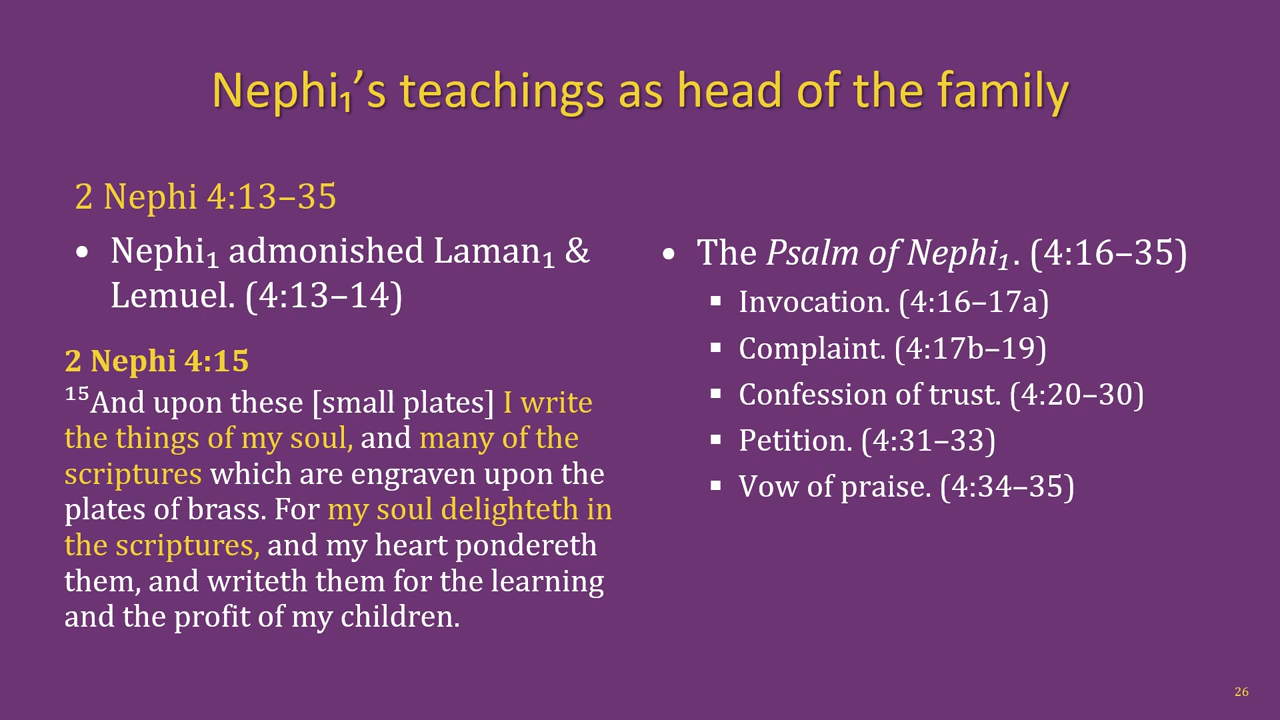 Nephi₁’s teachings as head of the family
2 Nephi 4:13–35
• Nephi₁ admonished Laman₁ &
Lemuel. (4:13–14)
2 Nephi 4:15
¹⁵And upon these [small plates] I write
the things of my soul, and many of the
scriptures which are engraven upon the
plates of brass. For my soul delighteth in
the scriptures, and my heart pondereth
them, and writeth them for the learning
and the profit of my children.
• The Psalm of Nephi₁. (4:16–35)
▪ Invocation. (4:16–17a)
▪ Complaint. (4:17b–19)
▪ Confession of trust. (4:20–30)
▪ Petition. (4:31–33)
▪ Vow of praise. (4:34–35)
26